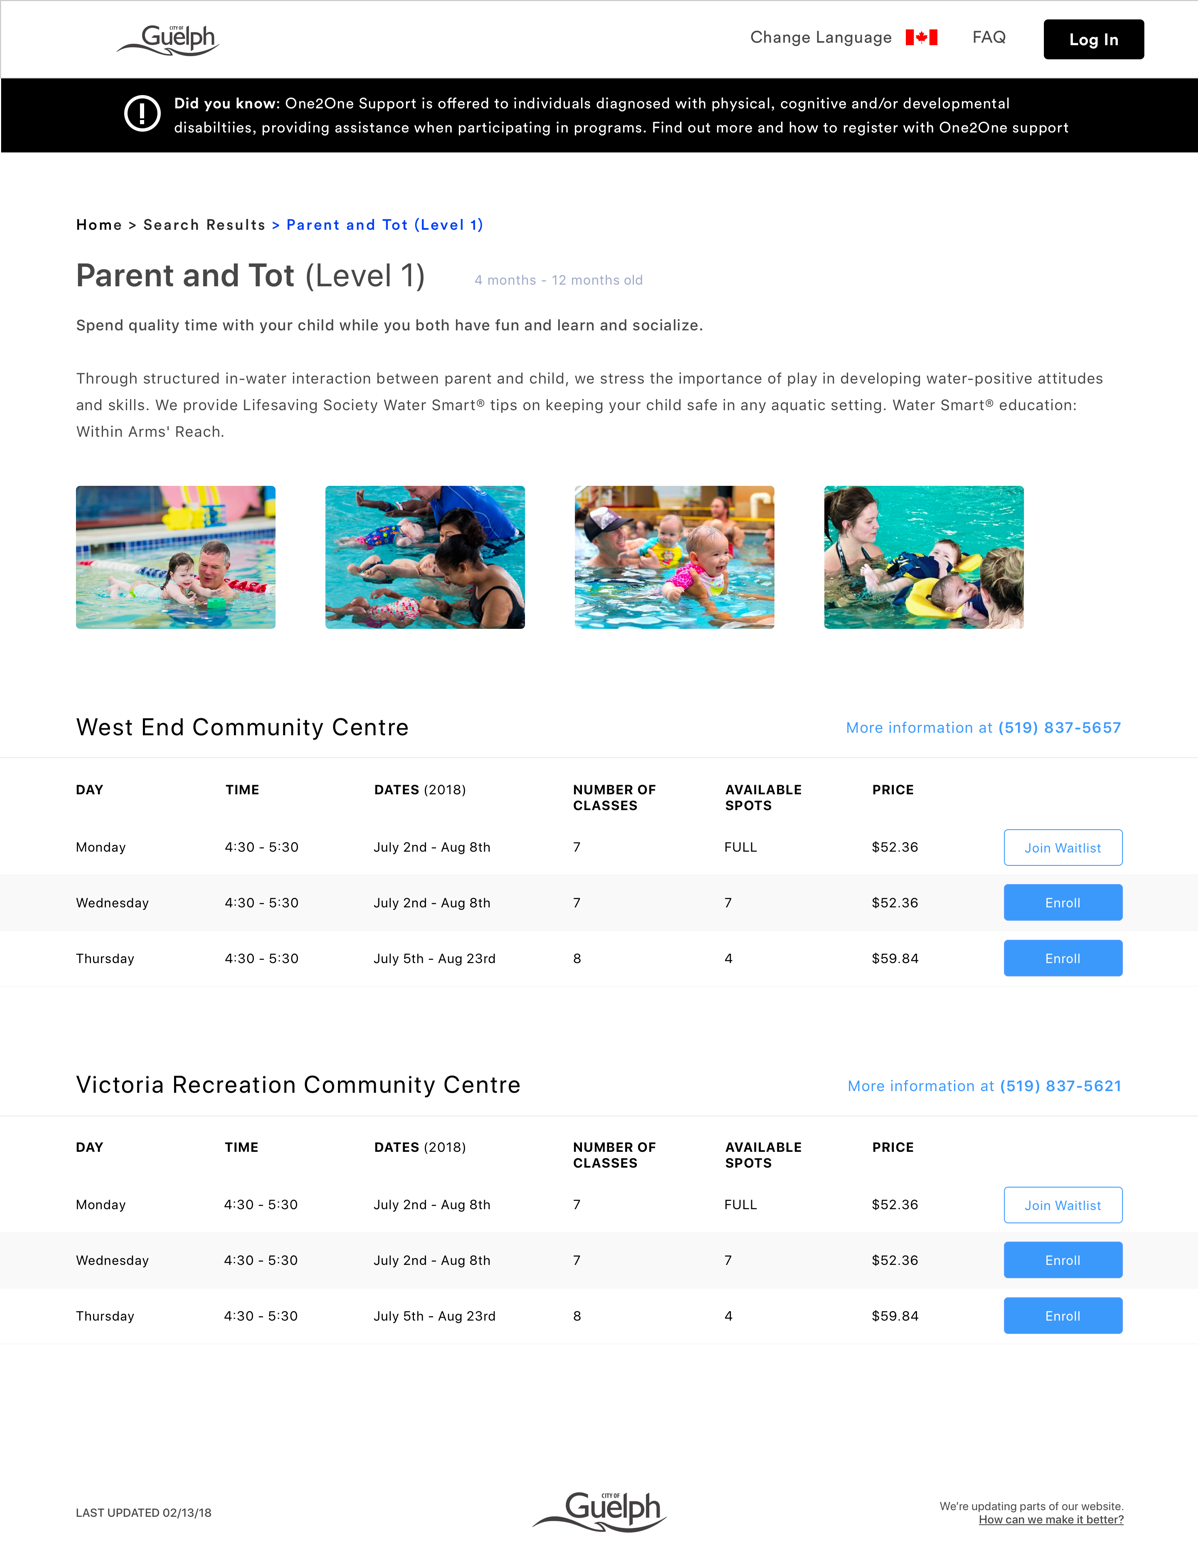 CITY OF
Guelph
Change Language
FAQ
Log In
Did you know: One2One Support is offered to individuals diagnosed with physical, cognitive and/or developmental
disabiltiies, providing assistance when participating in programs. Find out more and how to register with One2One support
Home > Search Results > Parent and Tot (Level 1)
Parent and Tot (Level 1)
4 months - 12 months old
Spend quality time with your child while you both have fun and learn and socialize.
Through structured in-water interaction between parent and child, we stress the importance of play in developing water-positive attitudes
and skills. We provide Lifesaving Society Water Smart® tips on keeping your child safe in any aquatic setting. Water Smart® education:
Within Arms' Reach.
West End Community Centre
More information at (519) 837-5657
DAY TIME DATES (2018) NUMBER OF CLASSES AVAILABLE SPOTS PRICE
Monday 4:30 - 5:30 July 2nd - Aug 8th 7 FULL $52.36 Join Waitlist
Wednesday 4:30 - 5:30 July 2nd - Aug 8th 7 7 $52.36 Enroll
Thursday 4:30 - 5:30 July 5th - Aug 23rd 8 4 $59.84 Enroll
Victoria Recreation Community Centre
More information at (519) 837-5621
DAY TIME DATES (2018) NUMBER OF CLASSES AVAILABLE SPOTS PRICE
Monday 4:30 - 5:30 July 2nd - Aug 8th 7 FULL $52.36 Join Waitlist
Wednesday 4:30 - 5:30 July 2nd - Aug 8th 7 7 $52.36 Enroll
Thursday 4:30 - 5:30 July 5th - Aug 23rd 8 4 $59.84 Enroll
LAST UPDATED 02/13/18
CITY OF
Guelph
We're updating parts of our website.
How can we make it better?